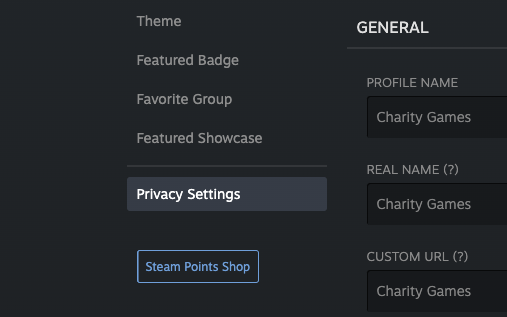 Theme
Featured Badge
Favorite Group
Featured Showcase
Privacy Settings
Steam Points Shop
GENERAL
PROFILE NAME
Charity Games
REAL NAME (?)
Charity Games
CUSTOM URL (?)
Charity Games